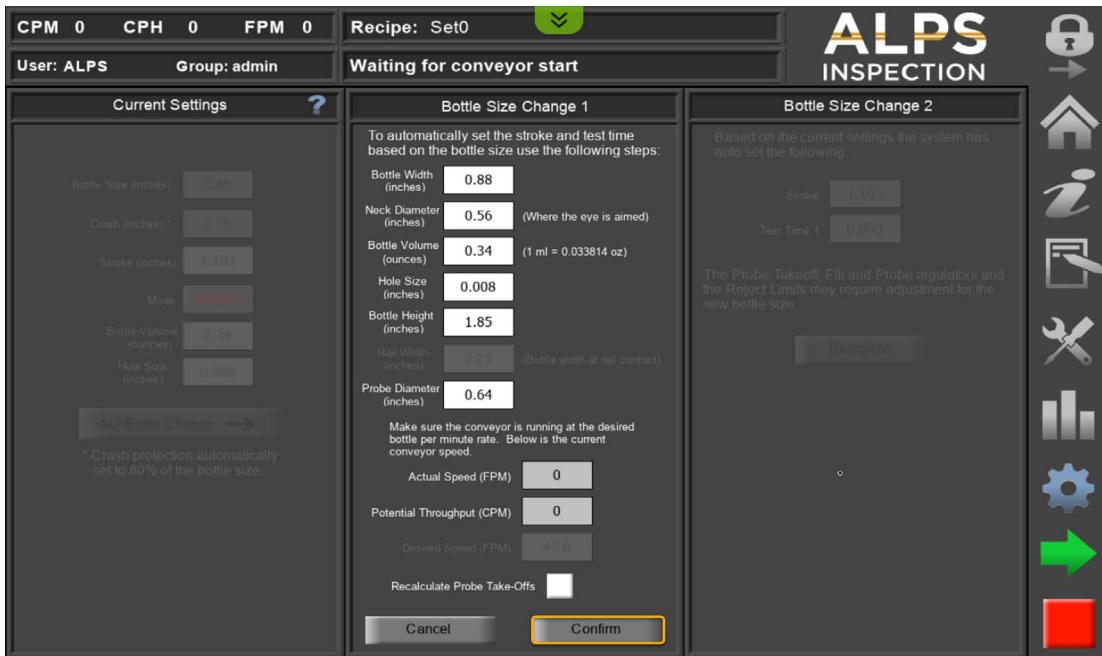 CPM 0 CPH 0 FPM 0
Recipe: Set0
User: ALPS Group: admin
Waiting for conveyor start
ALPS
INSPECTION
Current Settings ?
Bottle Size (inches) 0.88
Crash (inches) * 1.75
Stroke (inches) 1.103
Mode
Bottle Volume
(ounces)
0.34
Hole Size
(inches)
0.008
Start Bottle Change
* Crash protection automatically
set to 80% of the bottle size.
Bottle Size Change 1
To automatically set the stroke and test time
based on the bottle size use the following steps:
Bottle Width
(inches)
0.88
Neck Diameter
(inches)
0.56 (Where the eye is aimed)
Bottle Volume
(ounces)
0.34 (1 ml = 0.033814 oz)
Hole Size
(inches)
0.008
Bottle Height
(inches)
1.85
Rail Width
(inches)
2.25 (Bottle width at rail contact)
Probe Diameter
(inches)
0.64
Make sure the conveyor is running at the desired
bottle per minute rate. Below is the current
conveyor speed.
Actual Speed (FPM) 0
Potential Throughput (CPM) 0
Desired Speed (FPM) 47.6
Recalculate Probe Take-Offs
Cancel Confirm
Bottle Size Change 2
Based on the current settings the system has
auto set the following:
Stroke 1.103
Test Time 1 0.050
The Probe Takeoff, Fill and Probe regulators and
the Reject Limits may require adjustment for the
new bottle size.
Complete